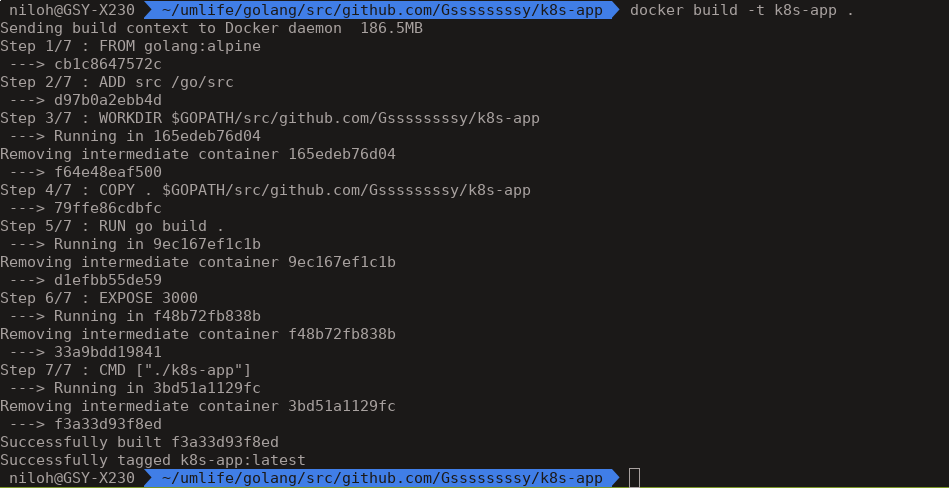 niloh@GSY-X230 ~/umlife/golang/src/github.com/Gsssssssssy/k8s-app docker build -t k8s-app .
Sending build context to Docker daemon  186.5MB
Step 1/7 : FROM golang:alpine
 ---> cb1c8647572c
Step 2/7 : ADD src /go/src
 ---> d97b0a2ebb4d
Step 3/7 : WORKDIR $GOPATH/src/github.com/Gsssssssssy/k8s-app
 ---> Running in 165edeb76d04
Removing intermediate container 165edeb76d04
 ---> f64e48eaf500
Step 4/7 : COPY . $GOPATH/src/github.com/Gsssssssssy/k8s-app
 ---> 79ffe86cdbfc
Step 5/7 : RUN go build .
 ---> Running in 9ec167ef1c1b
Removing intermediate container 9ec167ef1c1b
 ---> d1efbb55de59
Step 6/7 : EXPOSE 3000
 ---> Running in f48b72fb838b
Removing intermediate container f48b72fb838b
 ---> 33a9bdd19841
Step 7/7 : CMD ["./k8s-app"]
 ---> Running in 3bd51a1129fc
Removing intermediate container 3bd51a1129fc
 ---> f3a33d93f8ed
Successfully built f3a33d93f8ed
Successfully tagged k8s-app:latest
niloh@GSY-X230 ~/umlife/golang/src/github.com/Gsssssssssy/k8s-app